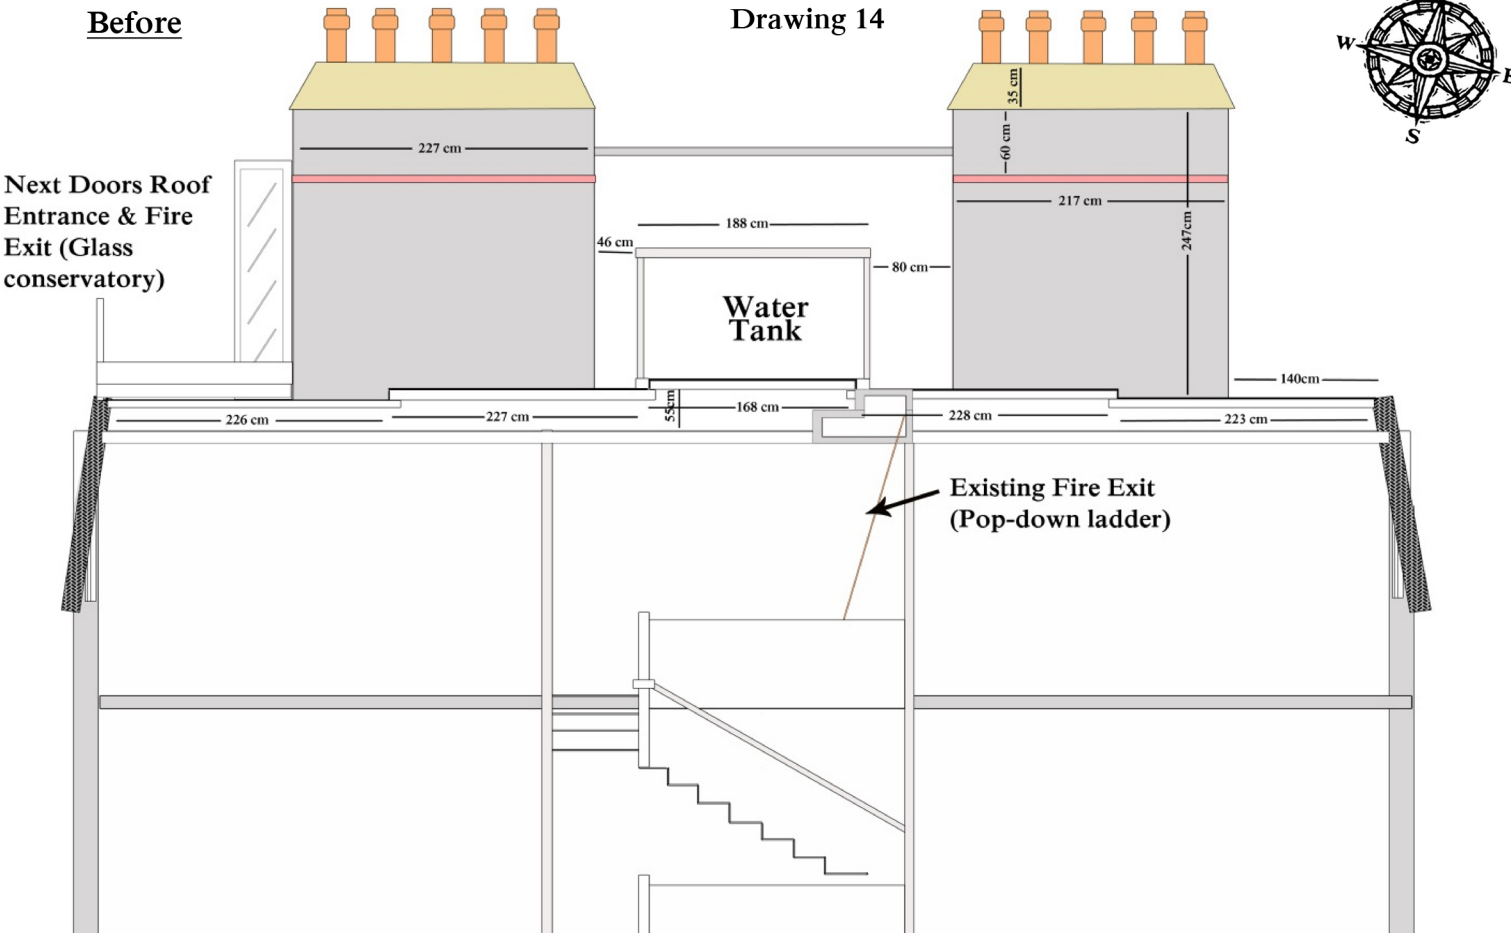 Before
Drawing 14
W
E
S
35 cm
60 cm
227 cm
Next Doors Roof
Entrance & Fire
Exit (Glass
conservatory)
217 cm
188 cm
46 cm
247cm
80 cm
Water
Tank
140cm
55cm
168 cm
226 cm
227 cm
228 cm
223 cm
Existing Fire Exit
(Pop-down ladder)